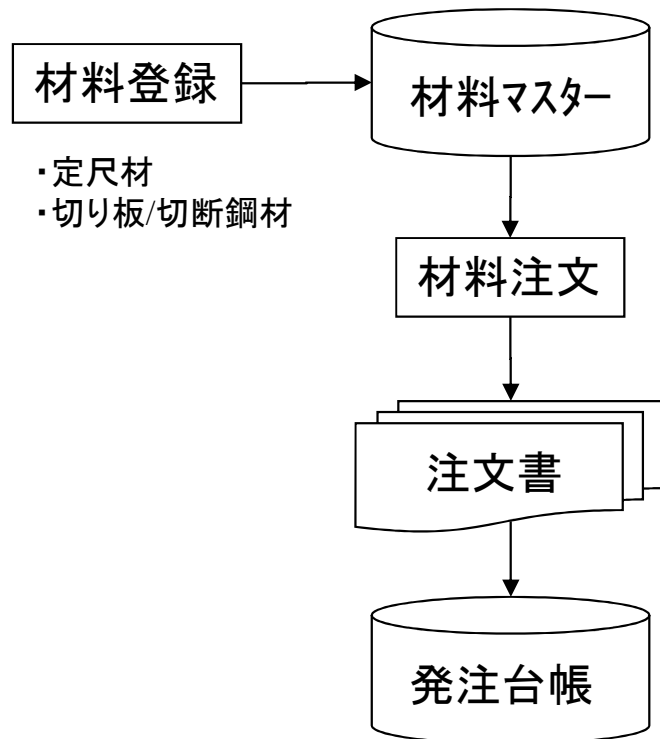 材料登録
材料マスター
・定尺材
・切り板/切断鋼材
材料注文
注文書
発注台帳